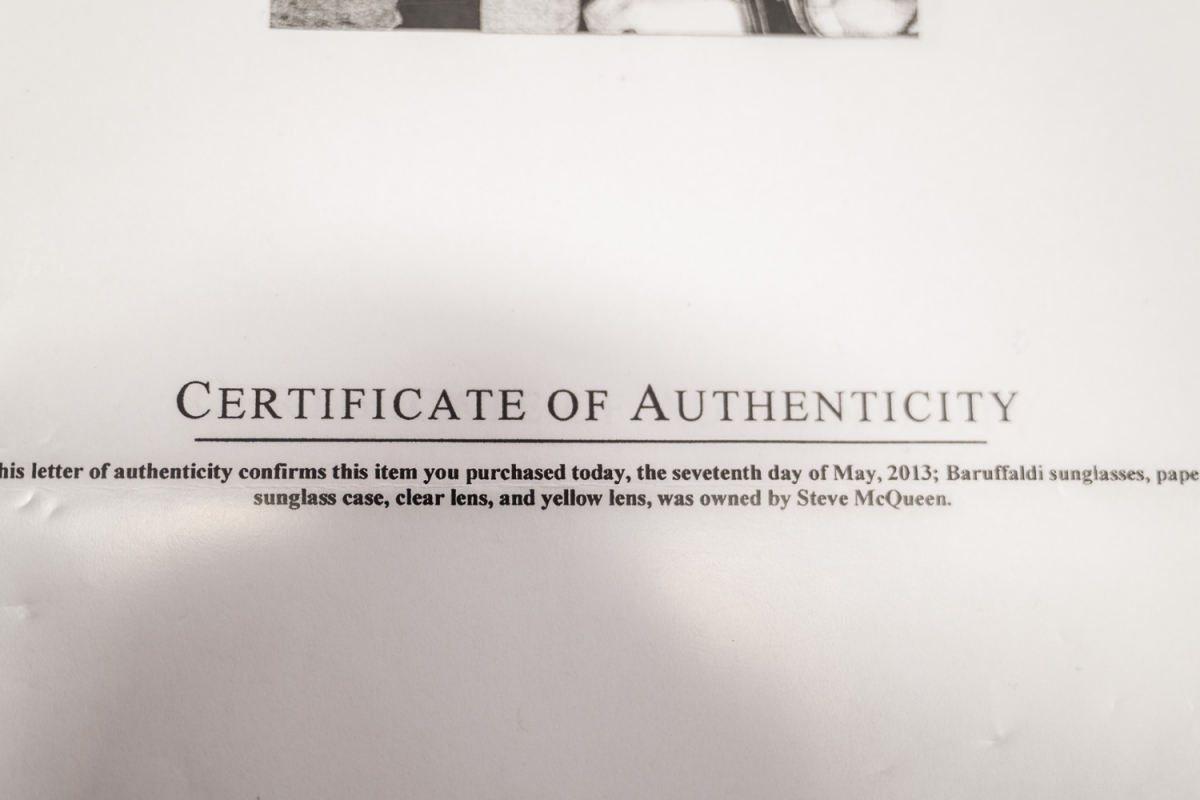 CERTIFICATE OF AUTHENTICITY
his letter of authenticity confirms this item you purchased today, the sevetenth day of May, 2013; Baruffaldi sunglasses, pape
sunglass case, clear lens, and yellow lens, was owned by Steve McQueen.